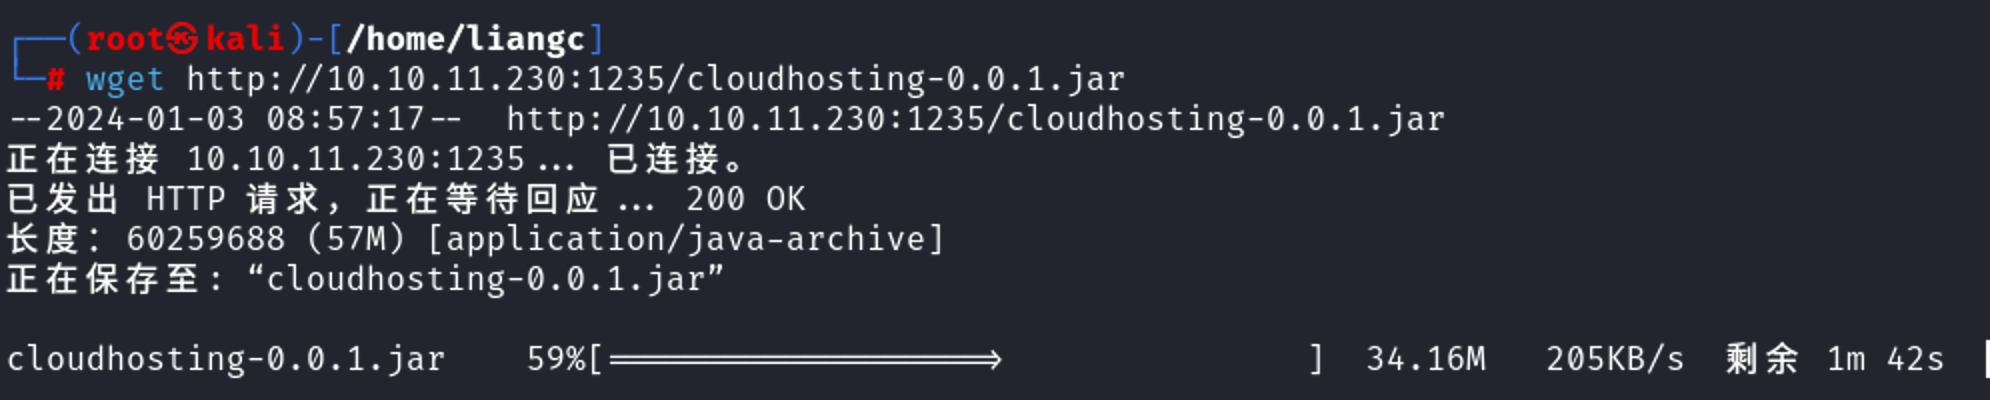 ┌──(root㉿kali)-[/home/liangc]
└─# wget http://10.10.11.230:1235/cloudhosting-0.0.1.jar
--2024-01-03 08:57:17--  http://10.10.11.230:1235/cloudhosting-0.0.1.jar
正在连接 10.10.11.230:1235... 已连接。
已发出 HTTP 请求，正在等待回应... 200 OK
长度：60259688 (57M) [application/java-archive]
正在保存至: “cloudhosting-0.0.1.jar”
cloudhosting-0.0.1.jar    59%[===================>                ]  34.16M   205KB/s  剩余 1m 42s